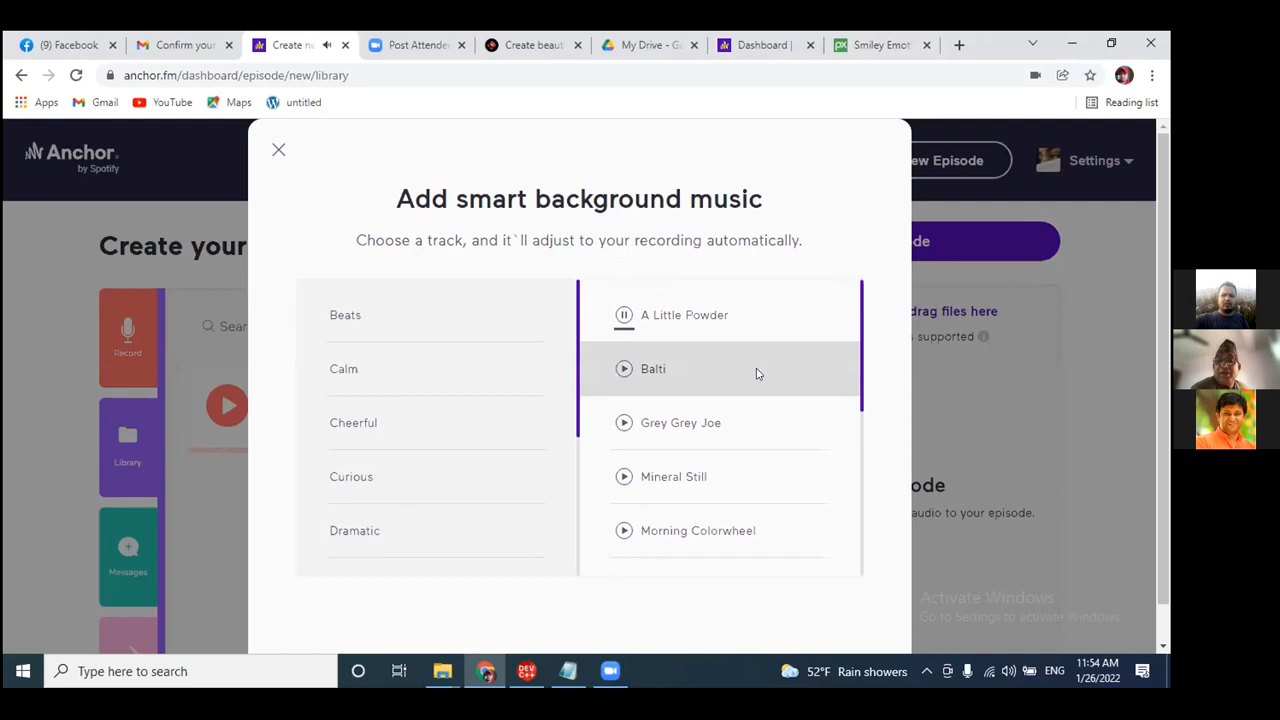 (9) Facebook
Confirm your
Create ne
Post Attende
Create beaut
My Drive - Go
Dashboard |
Smiley Emot
anchor.fm/dashboard/episode/new/library
Apps
Gmail
YouTube
Maps
untitled
Reading list
Anchor
by Spotify
ew Episode
Settings
Add smart background music
Choose a track, and it`ll adjust to your recording automatically.
Create your
de
Record
Sear
drag files here
supported
Library
Messages
Beats
Calm
Cheerful
Curious
Dramatic
A Little Powder
Balti
Grey Grey Joe
Mineral Still
Morning Colorwheel
ode
audio to your episode.
Activate Windows
Go to Settings to activate Windows
Type here to search
DEV
C++
52°F Rain showers
ENG
11:54 AM
1/26/2022